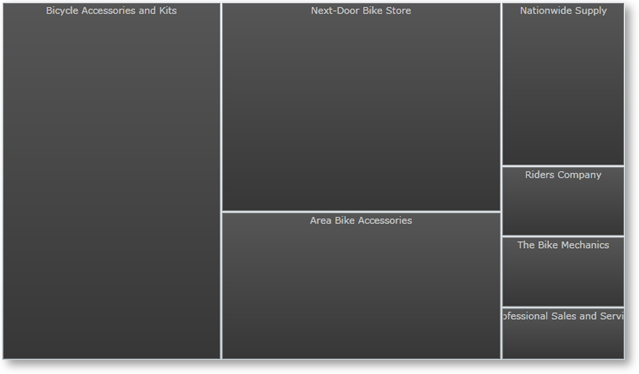 Bicycle Accessories and Kits
Next-Door Bike Store
Nationwide Supply
Riders Company
Area Bike Accessories
The Bike Mechanics
ofessional Sales and Servi